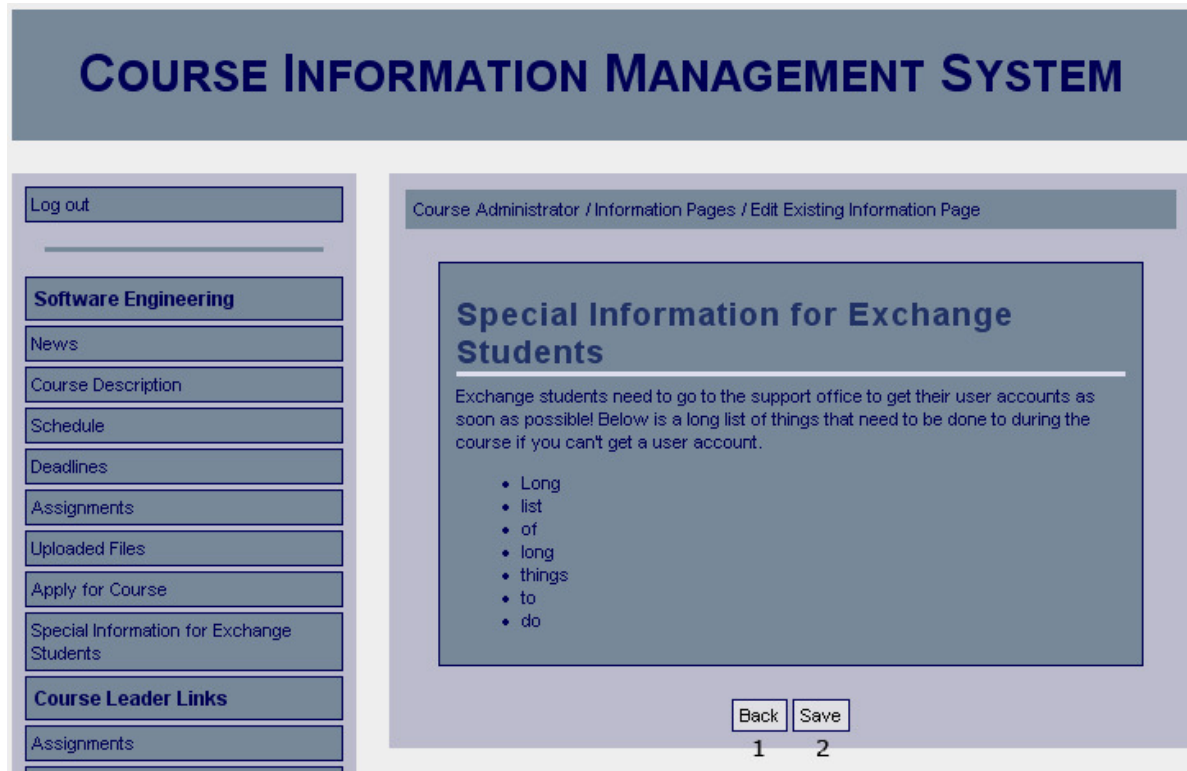 COURSE INFORMATION MANAGEMENT SYSTEM
Log out
Software Engineering
News
Course Description
Schedule
Deadlines
Assignments
Uploaded Files
Apply for Course
Special Information for Exchange
Students
Course Leader Links
Assignments
Course Administrator / Information Pages / Edit Existing Information Page
Special Information for Exchange
Students
Exchange students need to go to the support office to get their user accounts as
soon as possible! Below is a long list of things that need to be done to during the
course if you can't get a user account.
• Long
• list
• of
• long
• things
• to
• do
Back Save
1 2